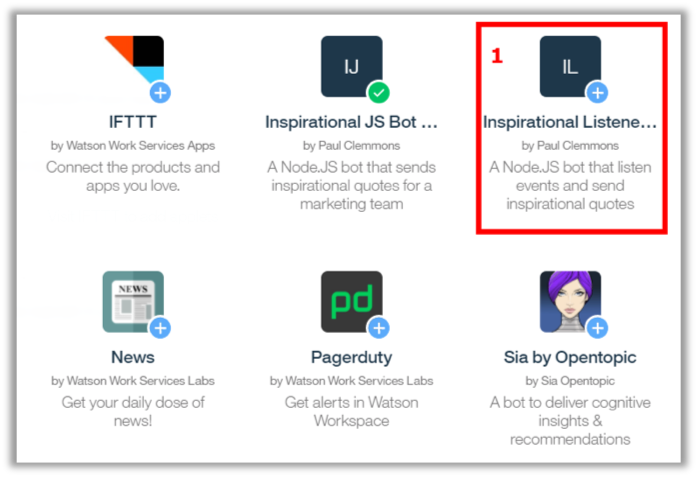 1
IJ
IL
IFTTT
by Watson Work Services Apps
Connect the products and
apps you love.
Inspirational JS Bot ...
by Paul Clemmons
A Node.JS bot that sends
inspirational quotes for a
marketing team
Inspirational Listene...
by Paul Clemmons
A Node.JS bot that listen
events and send
inspirational quotes
NEWS
News
by Watson Work Services Labs
Get your daily dose of
news!
pd
Pagerduty
by Watson Work Services Labs
Get alerts in Watson
Workspace
Sia by Opentopic
by Sia Opentopic
A bot to deliver cognitive
insights &
recommendations